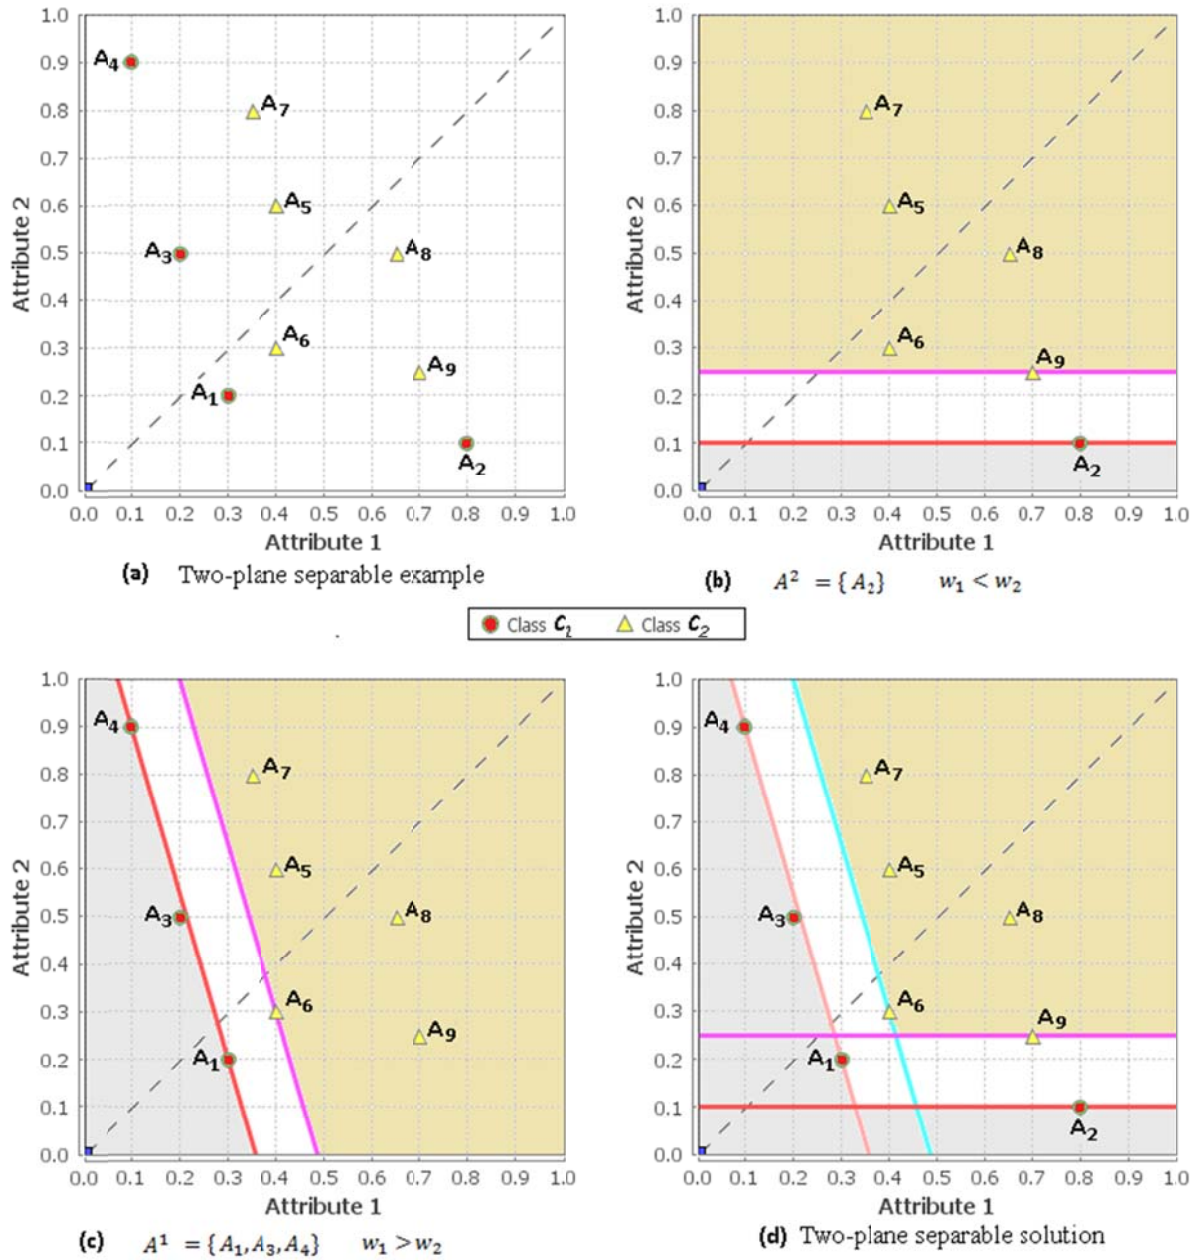 1.0
0.9
0.8
0.7
0.6
0.5
0.4
0.3
0.2
0.1
0.0
Attribute 2
A4
A7
A5
A3
A8
A6
A9
A1
A2
0.0 0.1 0.2 0.3 0.4 0.5 0.6 0.7 0.8 0.9 1.0
Attribute 1
(a) Two-plane separable example
1.0
0.9
0.8
0.7
0.6
0.5
0.4
0.3
0.2
0.1
0.0
Attribute 2
A7
A5
A8
A6
A9
A2
0.0 0.1 0.2 0.3 0.4 0.5 0.6 0.7 0.8 0.9 1.0
Attribute 1
(b) A² = {A₂} w₁ < w₂
Class C₁ Class C₂
1.0
0.9
0.8
0.7
0.6
0.5
0.4
0.3
0.2
0.1
0.0
Attribute 2
A4
A7
A5
A3
A8
A6
A9
A1
0.0 0.1 0.2 0.3 0.4 0.5 0.6 0.7 0.8 0.9 1.0
Attribute 1
(c) A¹ = {A₁,A₃,A₄} w₁ > w₂
1.0
0.9
0.8
0.7
0.6
0.5
0.4
0.3
0.2
0.1
0.0
Attribute 2
A4
A7
A5
A3
A8
A6
A9
A1
A2
0.0 0.1 0.2 0.3 0.4 0.5 0.6 0.7 0.8 0.9 1.0
Attribute 1
(d) Two-plane separable solution